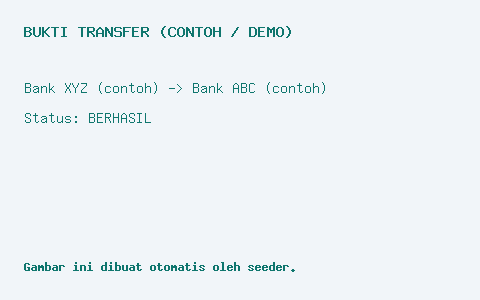 BUKTI TRANSFER (CONTOH / DEMO)
Bank XYZ (contoh) -> Bank ABC (contoh)
Status: BERHASIL
Gambar ini dibuat otomatis oleh seeder.